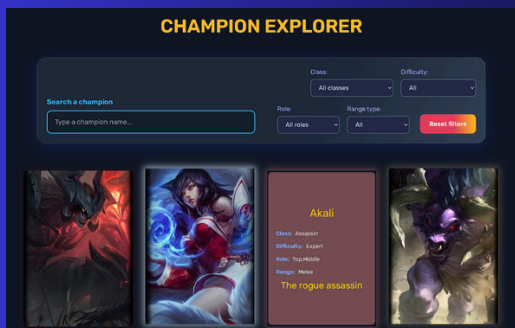 CHAMPION EXPLORER
Class:
Difficulty:
All classes
All
Search a champion
Role:
Range type:
Type a champion name...
All roles
All
Reset filters
Akali
Class: Assassin
Difficulty: Expert
Role: Top,Middle
Range: Melee
The rogue assassin